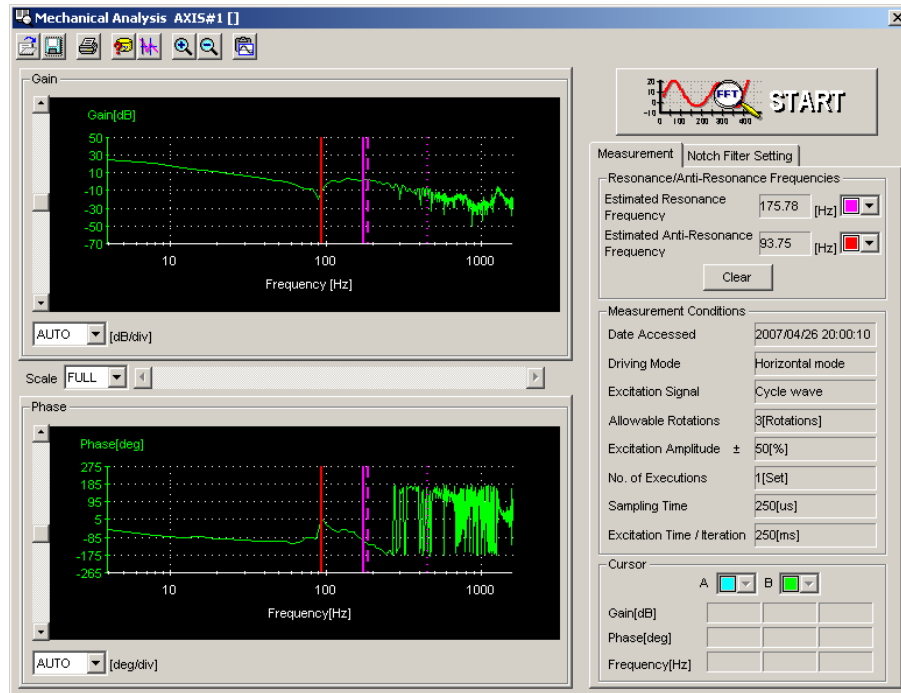 Mechanical Analysis AXIS#1 []
Gain
Gain[dB]
50
30
10
-10
-30
-50
-70
10 100 1000
Frequency [Hz]
AUTO [dB/div]
Scale FULL
Phase
Phase[deg]
275
185
95
5
-85
-175
-265
10 100 1000
Frequency[Hz]
AUTO [deg/div]
20
10
0
-10
0 100 200 300 400
FFT
START
Measurement Notch Filter Setting
Resonance/Anti-Resonance Frequencies
Estimated Resonance
Frequency 175.78 [Hz]
Estimated Anti-Resonance
Frequency 93.75 [Hz]
Clear
Measurement Conditions
Date Accessed 2007/04/26 20:00:10
Driving Mode Horizontal mode
Excitation Signal Cycle wave
Allowable Rotations 3[Rotations]
Excitation Amplitude ± 50[%]
No. of Executions 1[Set]
Sampling Time 250[us]
Excitation Time / Iteration 250[ms]
Cursor
A B
Gain[dB]
Phase[deg]
Frequency[Hz]